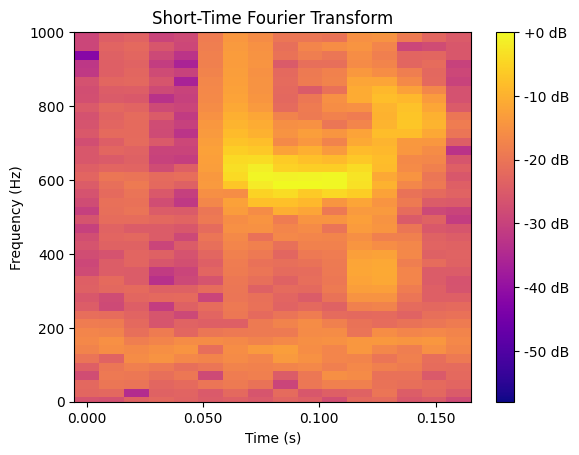 Short-Time Fourier Transform
1000
800
600
400
200
0
Frequency (Hz)
0.000
0.050
0.100
0.150
Time (s)
+0 dB
-10 dB
-20 dB
-30 dB
-40 dB
-50 dB